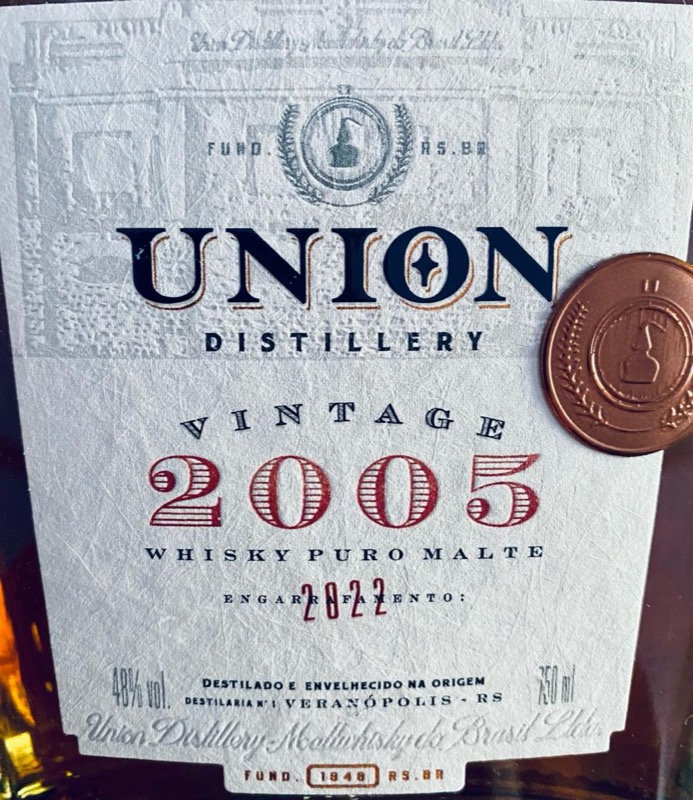 Union Distillery Maltwhisky do Brasil Ltda.
FUND. RS.BR
UNION
DISTILLERY
VINTAGE
2005
WHISKY PURO MALTE
ENGARRAFAMENTO:
2022
48% vol.
DESTILADO E ENVELHECIDO NA ORIGEM
750 ml
DESTILARIA Nº 1 VERANÓPOLIS - RS
Union Distillery Maltwhisky do Brasil Ltda.
FUND. 1948 RS.BR